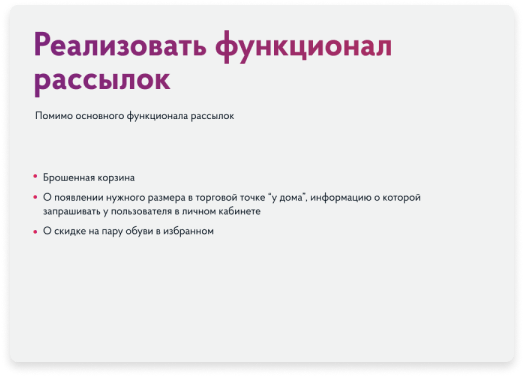 Реализовать функционал
рассылок
Помимо основного функционала рассылок
Брошенная корзина
О появлении нужного размера в торговой точке “у дома”, информацию о которой
запрашивать у пользователя в личном кабинете
О скидке на пару обуви в избранном